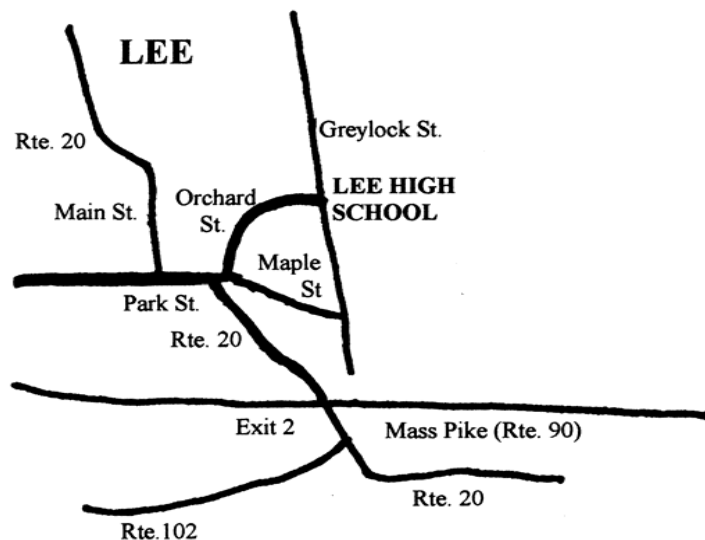 LEE
Greylock St.
Rte. 20
LEE HIGH
SCHOOL
Orchard
St.
Main St.
Maple
St
Park St.
Rte. 20
Exit 2
Mass Pike (Rte. 90)
Rte. 20
Rte.102